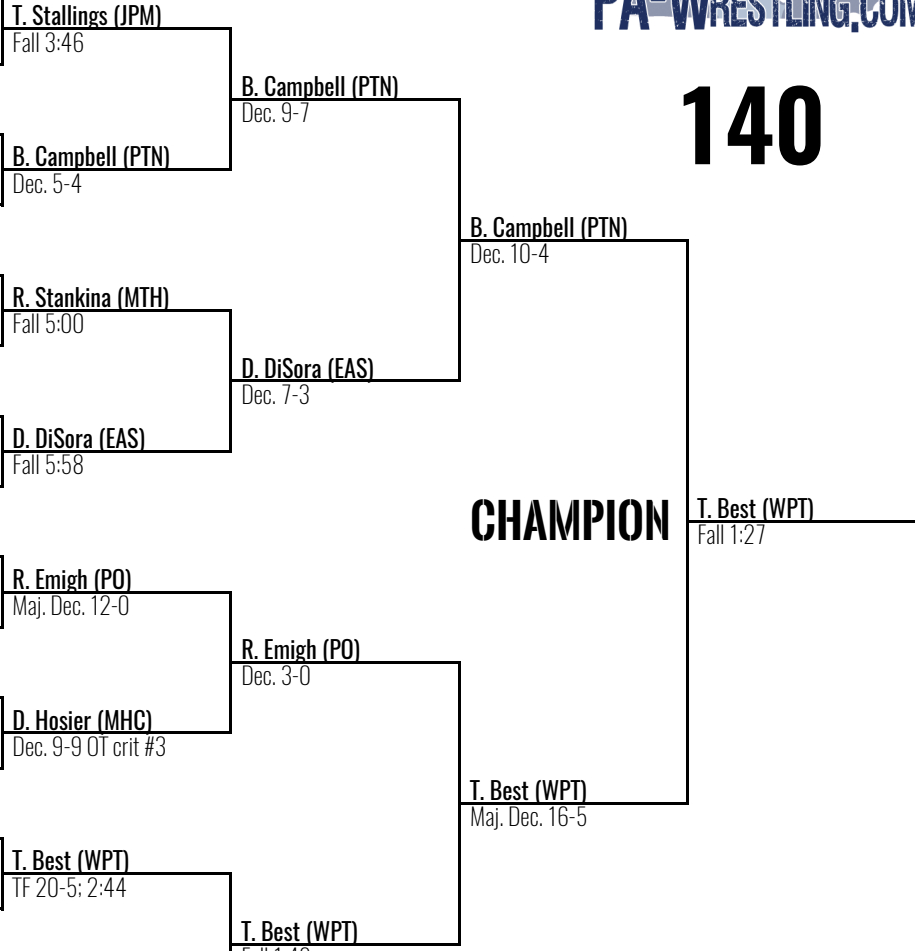 PA-WRESTLING.COM
140
T. Stallings (JPM)
Fall 3:46
B. Campbell (PTN)
Dec. 9-7
B. Campbell (PTN)
Dec. 5-4
B. Campbell (PTN)
Dec. 10-4
R. Stankina (MTH)
Fall 5:00
D. DiSora (EAS)
Dec. 7-3
D. DiSora (EAS)
Fall 5:58
CHAMPION
T. Best (WPT)
Fall 1:27
R. Emigh (PO)
Maj. Dec. 12-0
R. Emigh (PO)
Dec. 3-0
D. Hosier (MHC)
Dec. 9-9 OT crit #3
T. Best (WPT)
Maj. Dec. 16-5
T. Best (WPT)
TF 20-5; 2:44
T. Best (WPT)